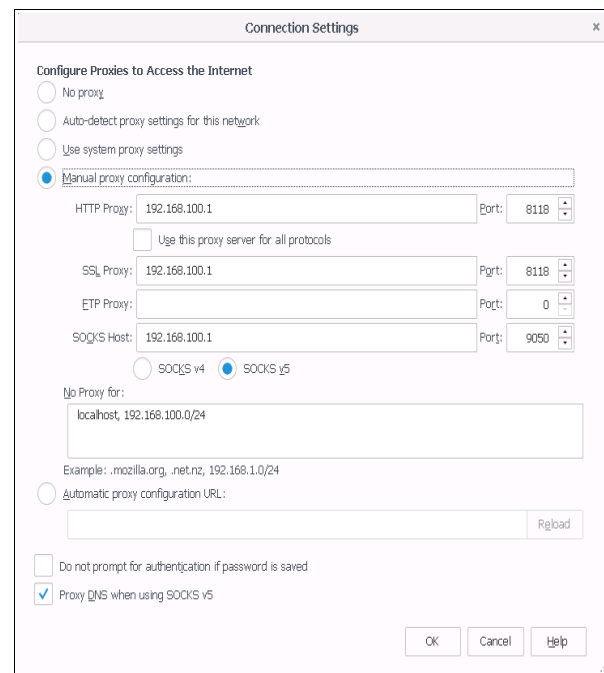 Connection Settings ×
Configure Proxies to Access the Internet
No proxy
Auto-detect proxy settings for this network
Use system proxy settings
Manual proxy configuration:
HTTP Proxy: 192.168.100.1 Port: 8118
Use this proxy server for all protocols
SSL Proxy: 192.168.100.1 Port: 8118
FTP Proxy: Port: 0
SOCKS Host: 192.168.100.1 Port: 9050
SOCKS v4 SOCKS v5
No Proxy for:
localhost, 192.168.100.0/24
Example: .mozilla.org, .net.nz, 192.168.1.0/24
Automatic proxy configuration URL:
Reload
Do not prompt for authentication if password is saved
Proxy DNS when using SOCKS v5
OK Cancel Help